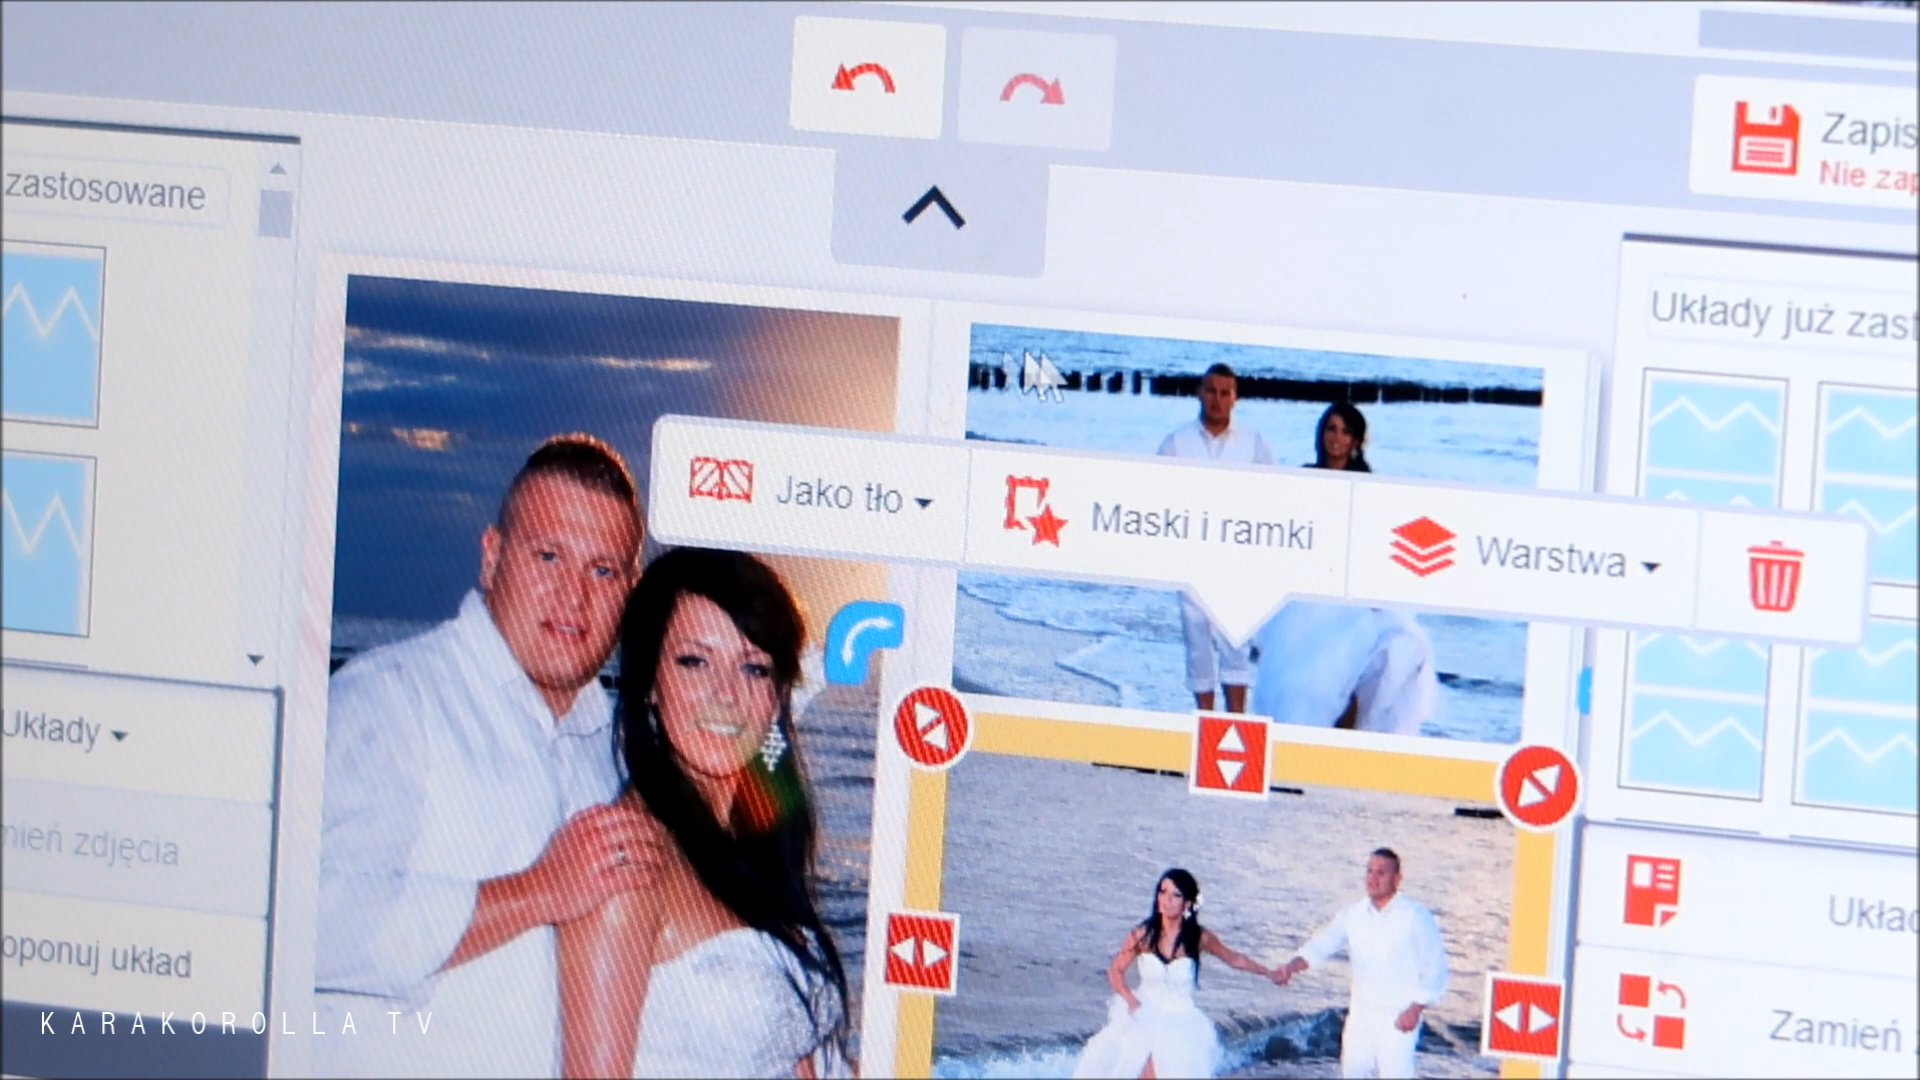 Zapis
Nie zap
zastosowane
Układy już zast
Jako tło
Maski i ramki
Warstwa
Układy
mień zdjęcia
Układ
oponuj układ
Zamień
KARAKOROLLA TV